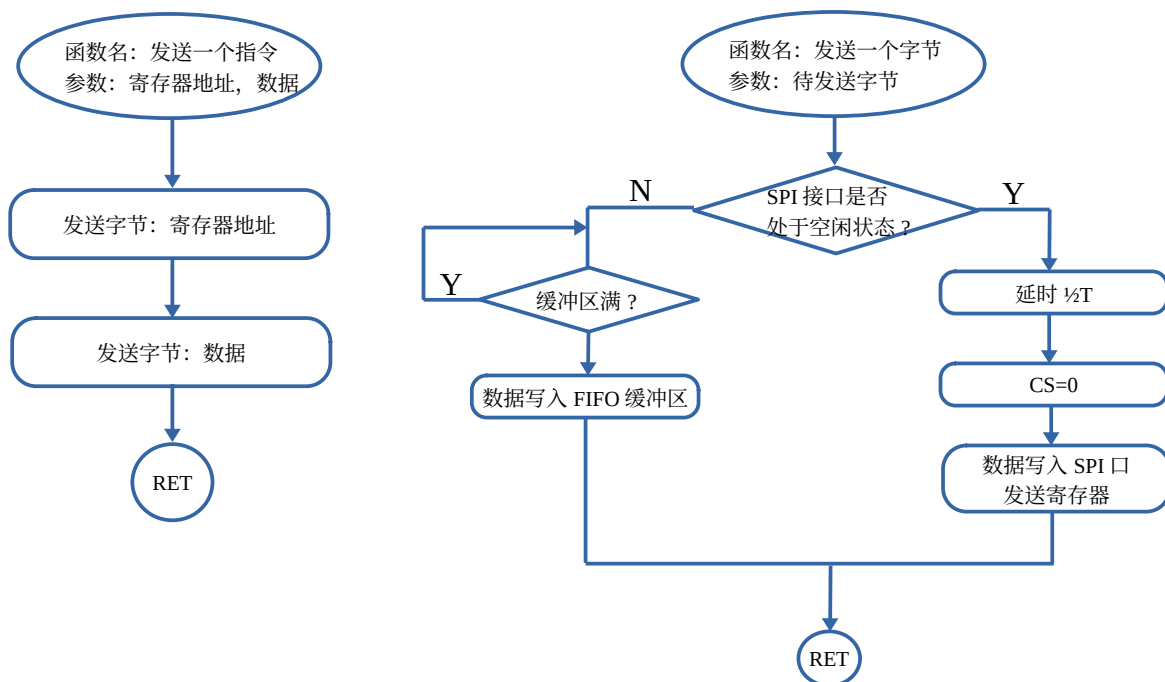 函数名：发送一个指令
参数：寄存器地址，数据
发送字节：寄存器地址
发送字节：数据
RET
函数名：发送一个字节
参数：待发送字节
SPI 接口是否
处于空闲状态 ?
N
Y
Y
缓冲区满 ?
数据写入 FIFO 缓冲区
延时 ½T
CS=0
数据写入 SPI 口
发送寄存器
RET